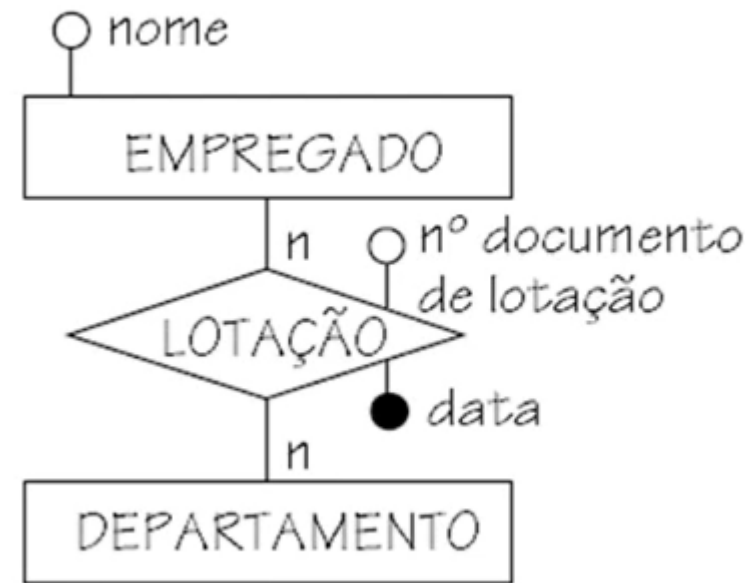 nome
EMPREGADO
n
nº documento
de lotação
LOTAÇÃO
data
n
DEPARTAMENTO